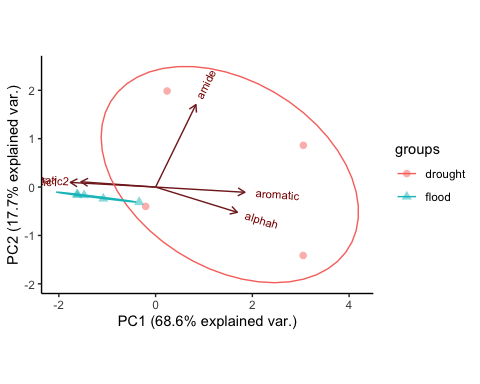 2
1
0
-1
-2
-2
0
2
4
PC2 (17.7% explained var.)
PC1 (68.6% explained var.)
amide
aromatic
alphah
groups
drought
flood